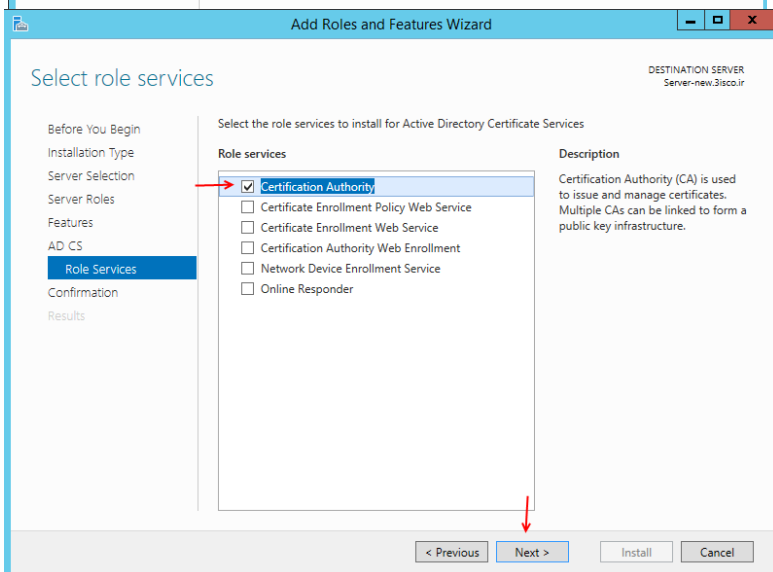 Add Roles and Features Wizard
Select role services
DESTINATION SERVER
Server-new.3isco.ir
Before You Begin
Installation Type
Server Selection
Server Roles
Features
AD CS
Role Services
Confirmation
Results
Select the role services to install for Active Directory Certificate Services
Role services
Certification Authority
Certificate Enrollment Policy Web Service
Certificate Enrollment Web Service
Certification Authority Web Enrollment
Network Device Enrollment Service
Online Responder
Description
Certification Authority (CA) is used
to issue and manage certificates.
Multiple CAs can be linked to form a
public key infrastructure.
< Previous
Next >
Install
Cancel